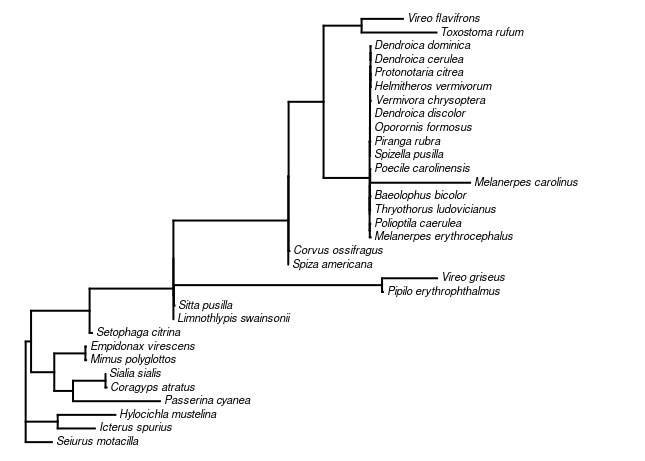 Vireo flavifrons
Toxostoma rufum
Dendroica dominica
Dendroica cerulea
Protonotaria citrea
Helmitheros vermivorum
Vermivora chrysoptera
Dendroica discolor
Oporornis formosus
Piranga rubra
Spizella pusilla
Poecile carolinensis
Melanerpes carolinus
Baeolophus bicolor
Thryothorus ludovicianus
Polioptila caerulea
Melanerpes erythrocephalus
Corvus ossifragus
Spiza americana
Vireo griseus
Pipilo erythrophthalmus
Sitta pusilla
Limnothlypis swainsonii
Setophaga citrina
Empidonax virescens
Mimus polyglottos
Sialia sialis
Coragyps atratus
Passerina cyanea
Hylocichla mustelina
Icterus spurius
Seiurus motacilla